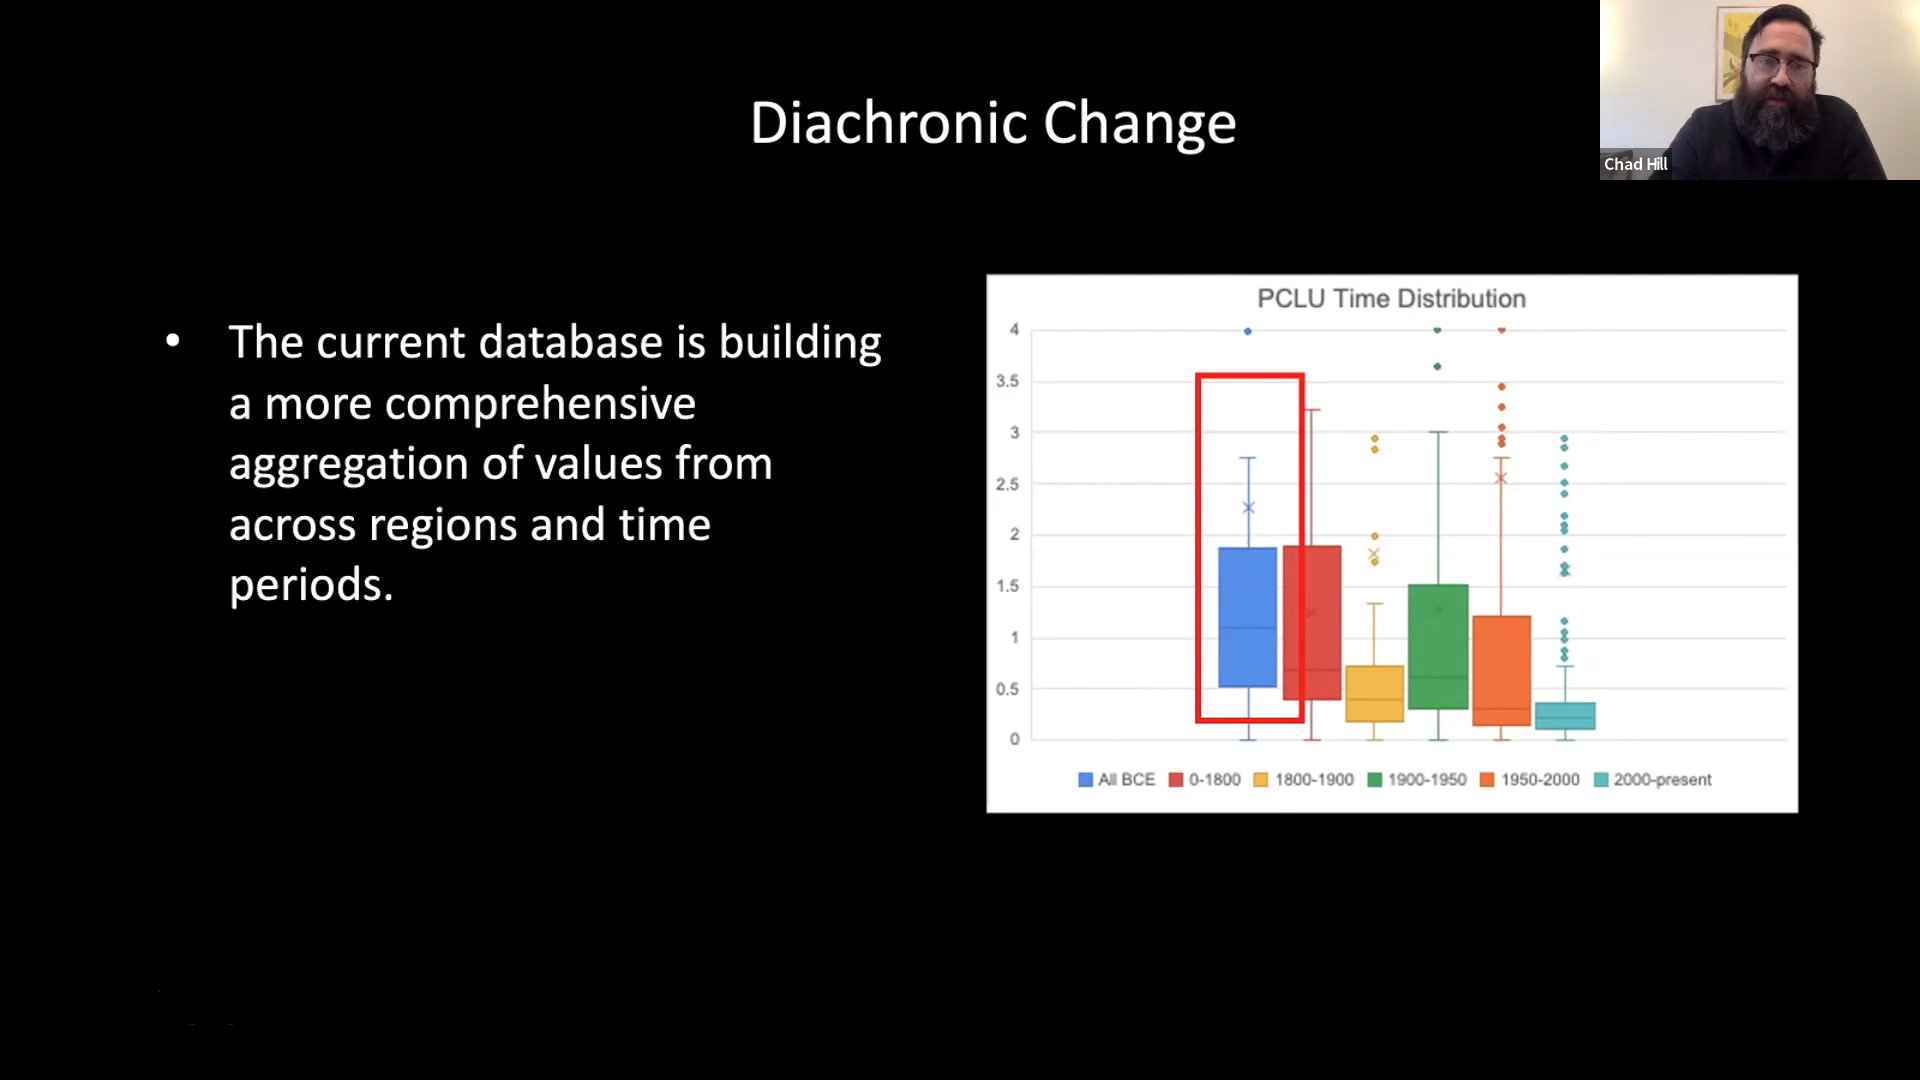 Diachronic Change
Chad Hill
• The current database is building
a more comprehensive
aggregation of values from
across regions and time
periods.
PCLU Time Distribution
4
3.5
3
2.5
2
1.5
1
0.5
0
All BCE 0-1800 1800-1900 1900-1950 1950-2000 2000-present